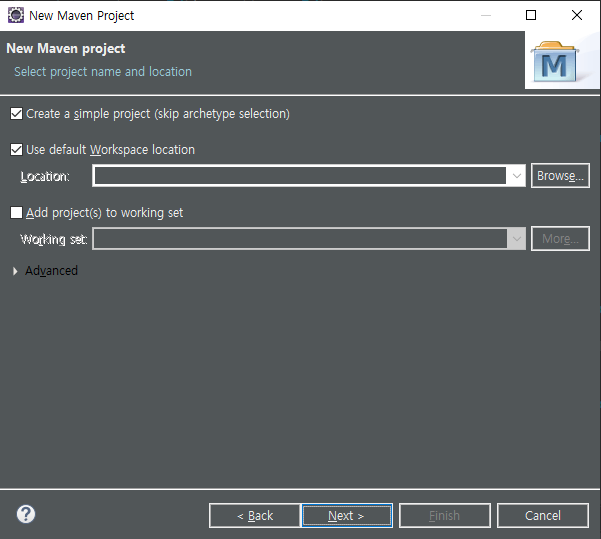 New Maven Project
New Maven project
Select project name and location
M
Create a simple project (skip archetype selection)
Use default Workspace location
Location:
Browse...
Add project(s) to working set
Working set:
More...
Advanced
?
< Back
Next >
Finish
Cancel